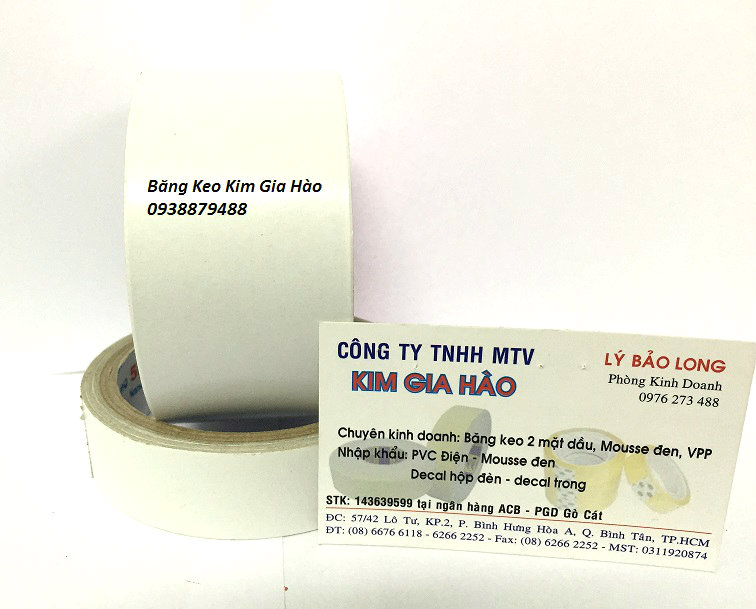 Băng Keo Kim Gia Hào
0938879488
CÔNG TY TNHH MTV
KIM GIA HÀO
LÝ BẢO LONG
Phòng Kinh Doanh
0976 273 488
Chuyên kinh doanh: Băng keo 2 mặt dầu, Mousse đen, VPP
Nhập khẩu: PVC Điện - Mousse đen
Decal hộp đèn - decal trong
STK: 143639599 tại ngân hàng ACB - PGD Gò Cát
ĐC: 57/42 Lô Tư, KP.2, P. Bình Hưng Hòa A, Q. Bình Tân, TP.HCM
ĐT: (08) 6676 6118 - 6266 2252 - Fax: (08) 6266 2252 - MST: 0311920874